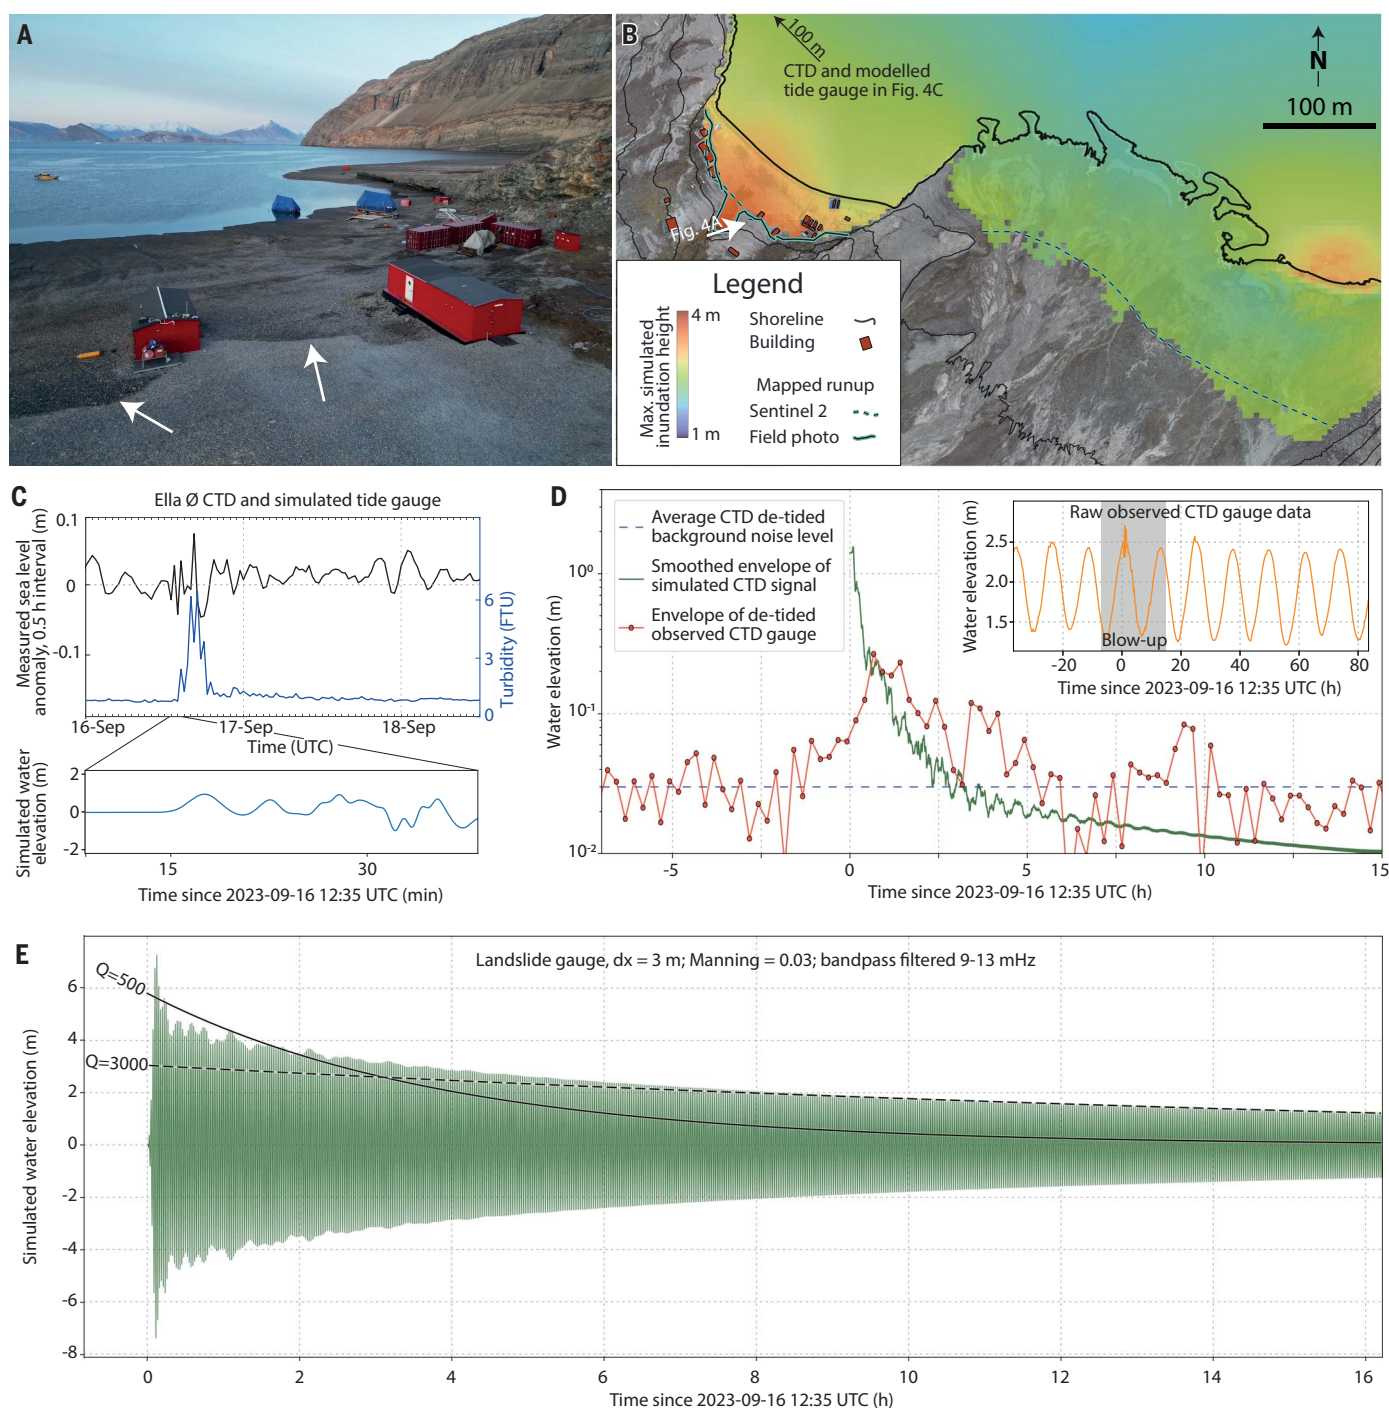 A
B
100 m
CTD and modelled
tide gauge in Fig. 4C
N
100 m
Fig. 4A
Legend
Max. simulated
inundation height
4 m
1 m
Shoreline
Building
Mapped runup
Sentinel 2
Field photo
C
Ella Ø CTD and simulated tide gauge
Measured sea level
anomaly, 0.5 h interval (m)
0.1
0
-0.1
Turbidity (FTU)
6
3
0
16-Sep
17-Sep
18-Sep
Time (UTC)
Simulated water
elevation (m)
2
0
-2
15
30
Time since 2023-09-16 12:35 UTC (min)
D
Average CTD de-tided
background noise level
Smoothed envelope of
simulated CTD signal
Envelope of de-tided
observed CTD gauge
Water elevation (m)
10⁰
10⁻¹
10⁻²
-5
0
5
10
15
Time since 2023-09-16 12:35 UTC (h)
Raw observed CTD gauge data
Water elevation (m)
2.5
2.0
1.5
Blow-up
-20
0
20
40
60
80
Time since 2023-09-16 12:35 UTC (h)
E
Landslide gauge, dx = 3 m; Manning = 0.03; bandpass filtered 9-13 mHz
Q=500
Q=3000
Simulated water elevation (m)
6
4
2
0
-2
-4
-6
-8
0
2
4
6
8
10
12
14
16
Time since 2023-09-16 12:35 UTC (h)